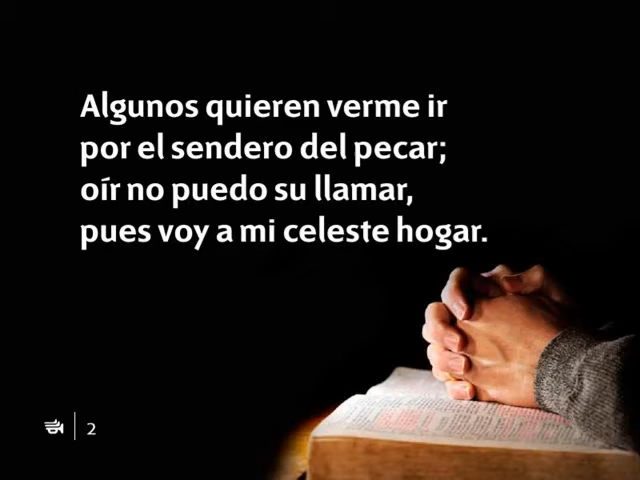 Algunos quieren verme ir
por el sendero del pecar;
oír no puedo su llamar,
pues voy a mi celeste hogar.
2